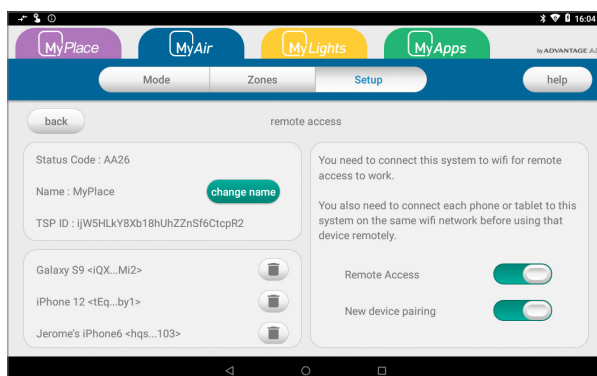 16:04
MyPlace
MyAir
MyLights
MyApps
by ADVANTAGE
Mode
Zones
Setup
help
back
remote access
Status Code : AA26
Name : MyPlace
change name
TSP ID : ijW5HLkY8Xb18hUhZZnSf6CtcpR2
Galaxy S9 <iQX...Mi2>
iPhone 12 <tEq...by1>
Jerome's iPhone6 <hqs...103>
You need to connect this system to wifi for remote
access to work.
You also need to connect each phone or tablet to this
system on the same wifi network before using that
device remotely.
Remote Access
New device pairing